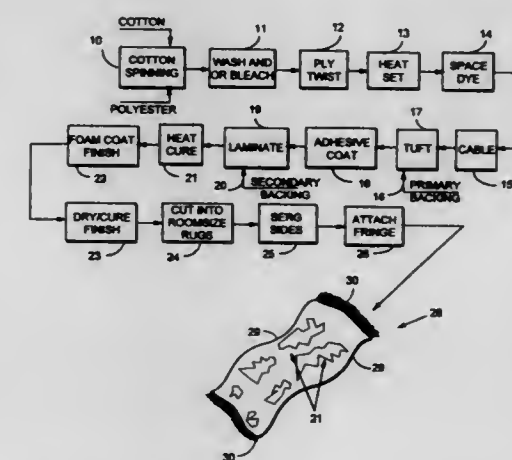 COTTON
10
COTTON SPINNING
POLYESTER
11
WASH AND OR BLEACH
12
PLY TWIST
13
HEAT SET
14
SPACE DYE
CABLE
15
17
TUFT
16
PRIMARY BACKING
ADHESIVE COAT
18
19
LAMINATE
20
SECONDARY BACKING
HEAT CURE
21
FOAM COAT FINISH
22
DRY/CURE FINISH
23
CUT INTO ROOMSIZE RUGS
24
SERG SIDES
25
ATTACH FRINGE
26
30
28
29
29
21
30